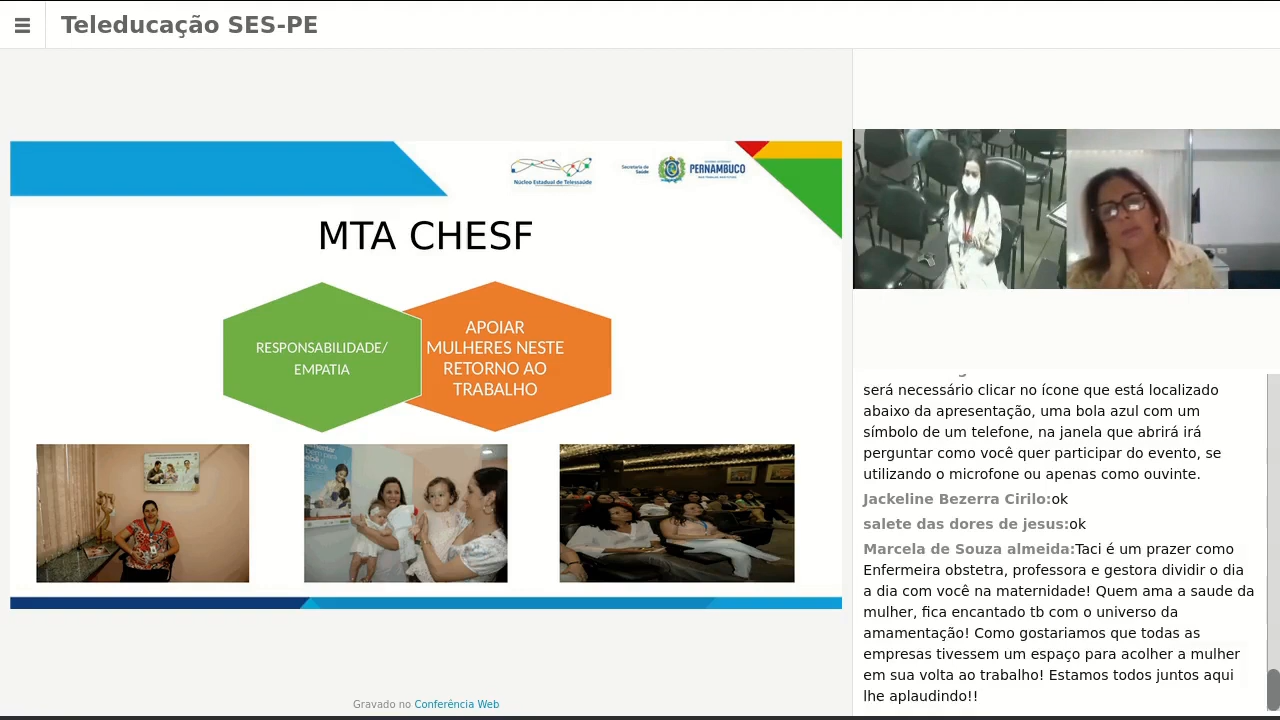 Teleducação SES-PE
Núcleo Estadual de Telessaúde
Secretaria de
Saúde
PERNAMBUCO
MTA CHESF
RESPONSABILIDADE/
EMPATIA
APOIAR
MULHERES NESTE
RETORNO AO
TRABALHO
será necessário clicar no ícone que está localizado
abaixo da apresentação, uma bola azul com um
símbolo de um telefone, na janela que abrirá irá
perguntar como você quer participar do evento, se
utilizando o microfone ou apenas como ouvinte.
Jackeline Bezerra Cirilo:ok
salete das dores de jesus:ok
Marcela de Souza almeida:Taci é um prazer como
Enfermeira obstetra, professora e gestora dividir o dia
a dia com você na maternidade! Quem ama a saude da
mulher, fica encantado tb com o universo da
amamentação! Como gostariamos que todas as
empresas tivessem um espaço para acolher a mulher
em sua volta ao trabalho! Estamos todos juntos aqui
lhe aplaudindo!!
Gravado no Conferência Web